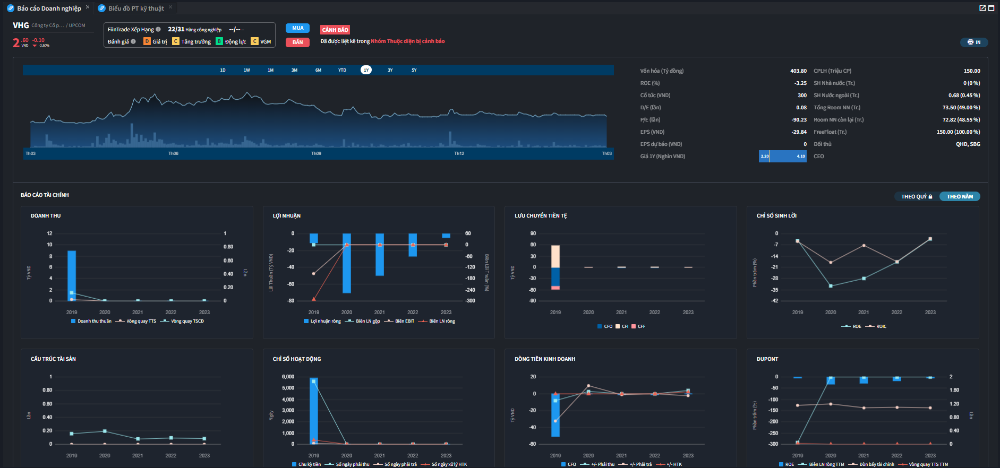 Báo cáo Doanh nghiệp × Biểu đồ PT kỹ thuật ×
VHG Công ty Cổ p... / UPCOM
2.60 -0.10
VND -2.50%
FiinTrade Xếp Hạng 22/31 Hàng công nghiệp --/-- --
Đánh giá D Giá trị C Tăng trưởng B Động lực C VGM
MUA
BÁN
CẢNH BÁO
Đã được liệt kê trong Nhóm Thuộc diện bị cảnh báo
IN
1D 1W 1M 3M 6M YTD 1Y 3Y 5Y
Th03 Th06 Th09 Th12 Th03
Vốn hóa (Tỷ đồng) 403.80 CPLH (Triệu CP) 150.00
ROE (%) -3.25 SH Nhà nước (Tr.) 0 (0 %)
Cổ tức (VND) 300 SH Nước ngoài (Tr.) 0.68 (0.45 %)
D/E (lần) 0.08 Tổng Room NN (Tr.) 73.50 (49.00 %)
P/E (lần) -90.23 Room NN còn lại (Tr.) 72.82 (48.55 %)
EPS (VND) -29.84 FreeFloat (Tr.) 150.00 (100.00 %)
EPS dự báo (VND) 0 Đối thủ QHD, SBG
Giá 1Y (Nghìn VND) 2.20 4.10 CEO
BÁO CÁO TÀI CHÍNH
THEO QUÝ THEO NĂM
DOANH THU
12 1
10 0.80
8 0.60
6 0.40
4 0.20
2 0
0
Tỷ VND
Lần
2019 2020 2021 2022 2023
Doanh thu thuần Vòng quay TTS Vòng quay TSCĐ
LỢI NHUẬN
0 60
-20 0
-40 -60
-60 -120
-80 -180
-240
-300
Lãi Thuần (Tỷ VND)
Biên Lãi Thuần (%)
2019 2020 2021 2022 2023
Lợi nhuận ròng Biên LN gộp Biên EBIT Biên LN ròng
LƯU CHUYỂN TIỀN TỆ
90
60
30
0
-30
-60
-90
Tỷ VND
2019 2020 2021 2022 2023
CFO CFI CFF
CHỈ SỐ SINH LỜI
0
-7
-14
-21
-28
-35
-42
Phần trăm (%)
2019 2020 2021 2022 2023
ROE ROIC
CẤU TRÚC TÀI SẢN
1
0.80
0.60
0.40
0.20
0
Lần
2019 2020 2021 2022 2023
CHỈ SỐ HOẠT ĐỘNG
6,000
5,000
4,000
3,000
2,000
1,000
0
Ngày
2019 2020 2021 2022 2023
Chu kỳ tiền Số ngày phải thu Số ngày phải trả Số ngày xử lý HTK
DÒNG TIỀN KINH DOANH
20
0
-20
-40
-60
Tỷ VND
2019 2020 2021 2022 2023
CFO +/- Phải thu +/- Phải trả +/- HTK
DUPONT
0 2
-50 1.60
-100 1.20
-150 0.80
-200 0.40
-250 0
-300
Phần trăm (%)
Lần
2019 2020 2021 2022 2023
ROE Biên LN ròng TTM Đòn bẩy tài chính Vòng quay TTS TTM